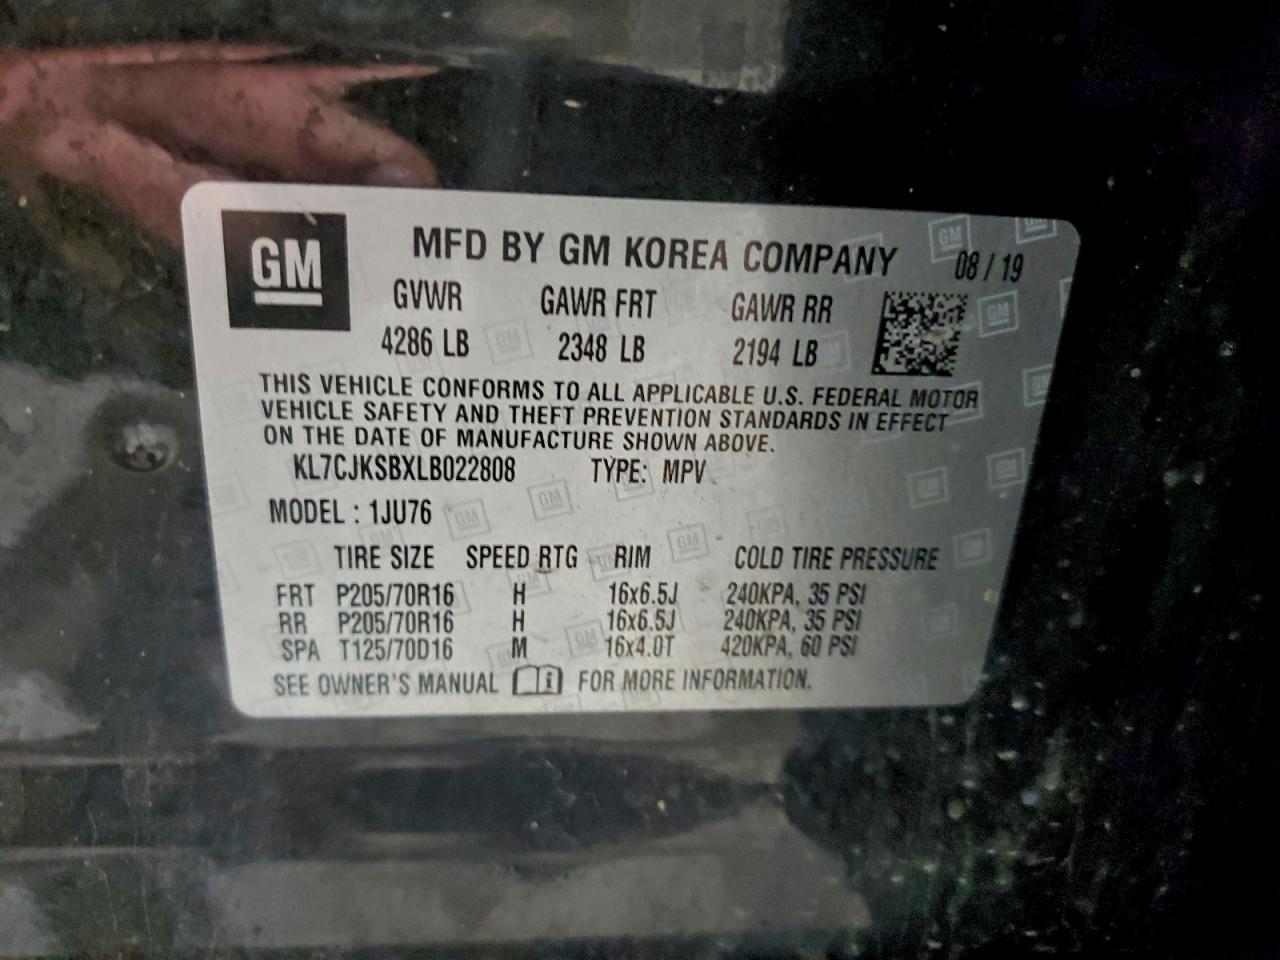 GM
MFD BY GM KOREA COMPANY 08 / 19
GVWR GAWR FRT GAWR RR
4286 LB 2348 LB 2194 LB
THIS VEHICLE CONFORMS TO ALL APPLICABLE U.S. FEDERAL MOTOR
VEHICLE SAFETY AND THEFT PREVENTION STANDARDS IN EFFECT
ON THE DATE OF MANUFACTURE SHOWN ABOVE.
KL7CJKSBXLB022808 TYPE: MPV
MODEL : 1JU76
TIRE SIZE SPEED RTG RIM COLD TIRE PRESSURE
FRT P205/70R16 H 16x6.5J 240KPA, 35 PSI
RR P205/70R16 H 16x6.5J 240KPA, 35 PSI
SPA T125/70D16 M 16x4.0T 420KPA, 60 PSI
SEE OWNER'S MANUAL i FOR MORE INFORMATION.